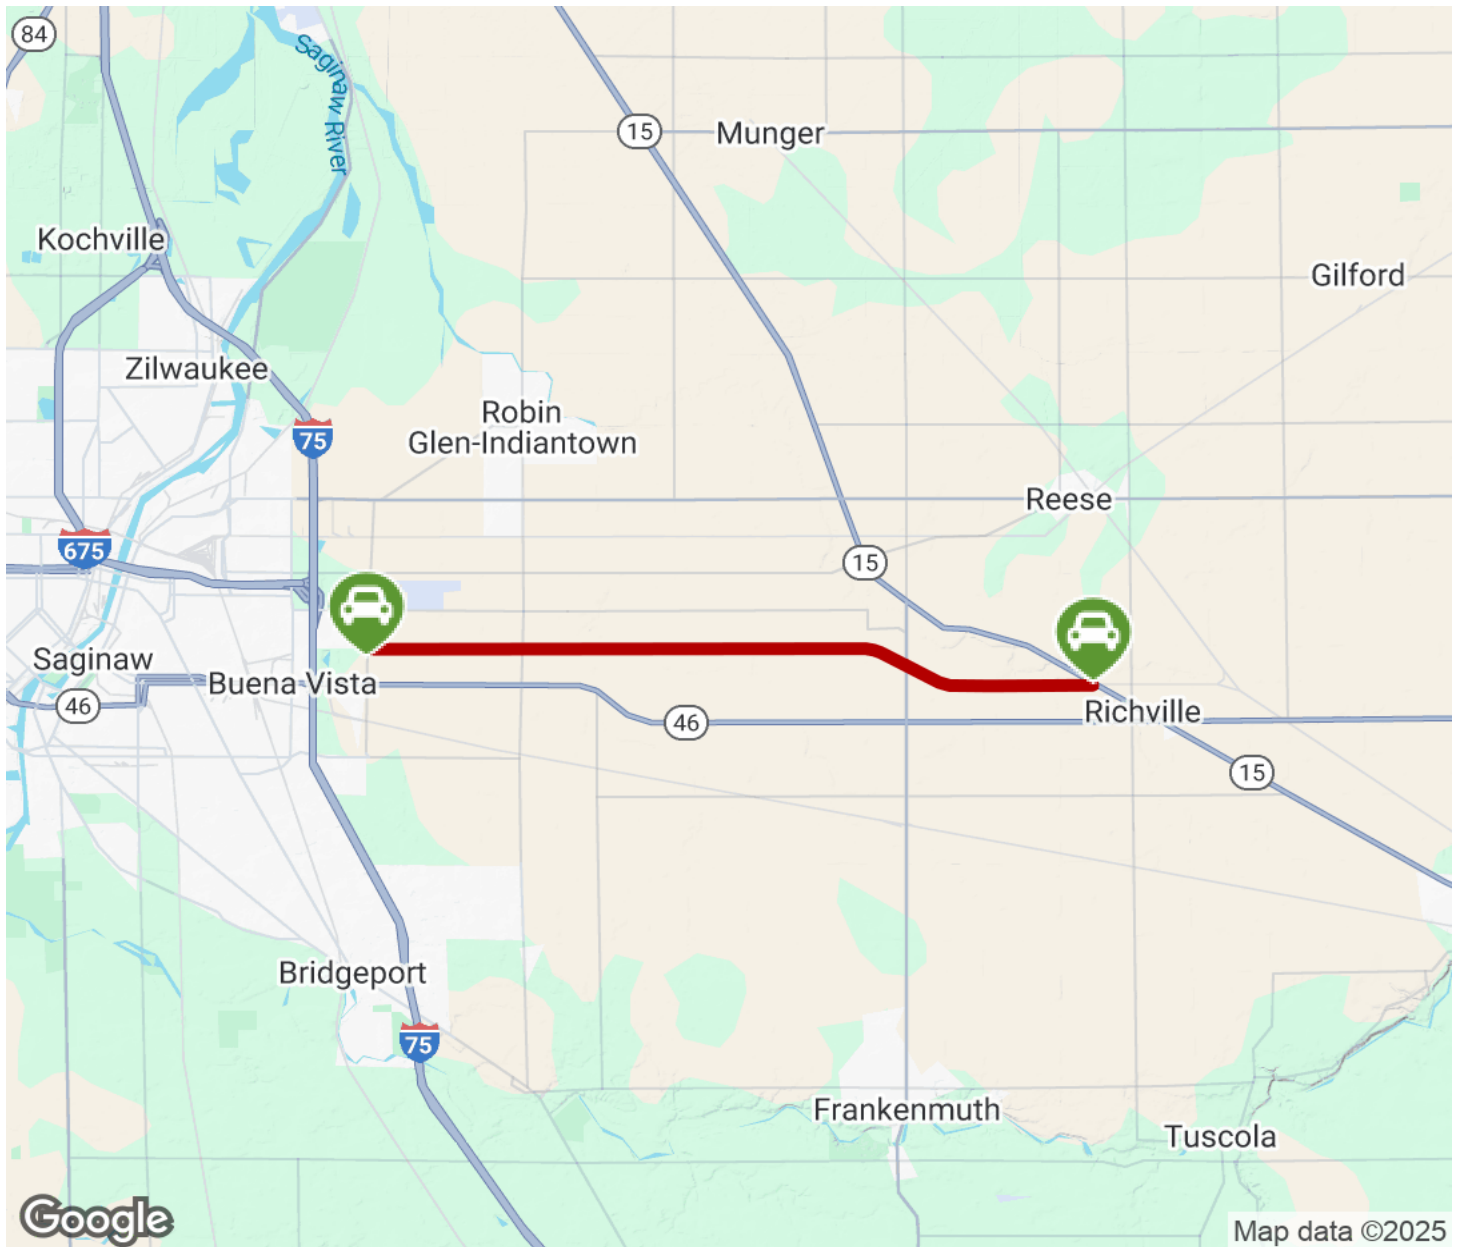 84
Saginaw River
15
Munger
Kochville
Gilford
Zilwaukee
Robin
Glen-Indiantown
75
Reese
675
15
Saginaw
Buena Vista
46
Richville
46
15
Bridgeport
75
Frankenmuth
Tuscola
Google
Map data ©2025